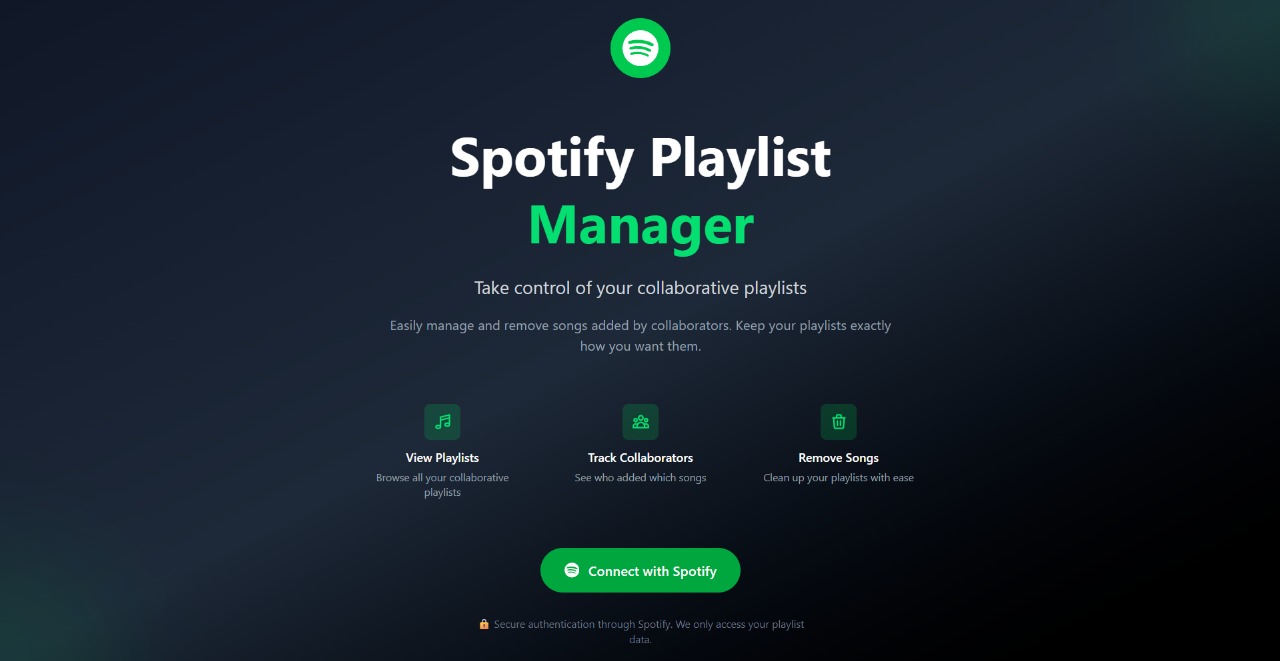 Spotify Playlist
Manager
Take control of your collaborative playlists
Easily manage and remove songs added by collaborators. Keep your playlists exactly
how you want them.
View Playlists
Browse all your collaborative
playlists
Track Collaborators
See who added which songs
Remove Songs
Clean up your playlists with ease
Connect with Spotify
🔒 Secure authentication through Spotify. We only access your playlist
data.